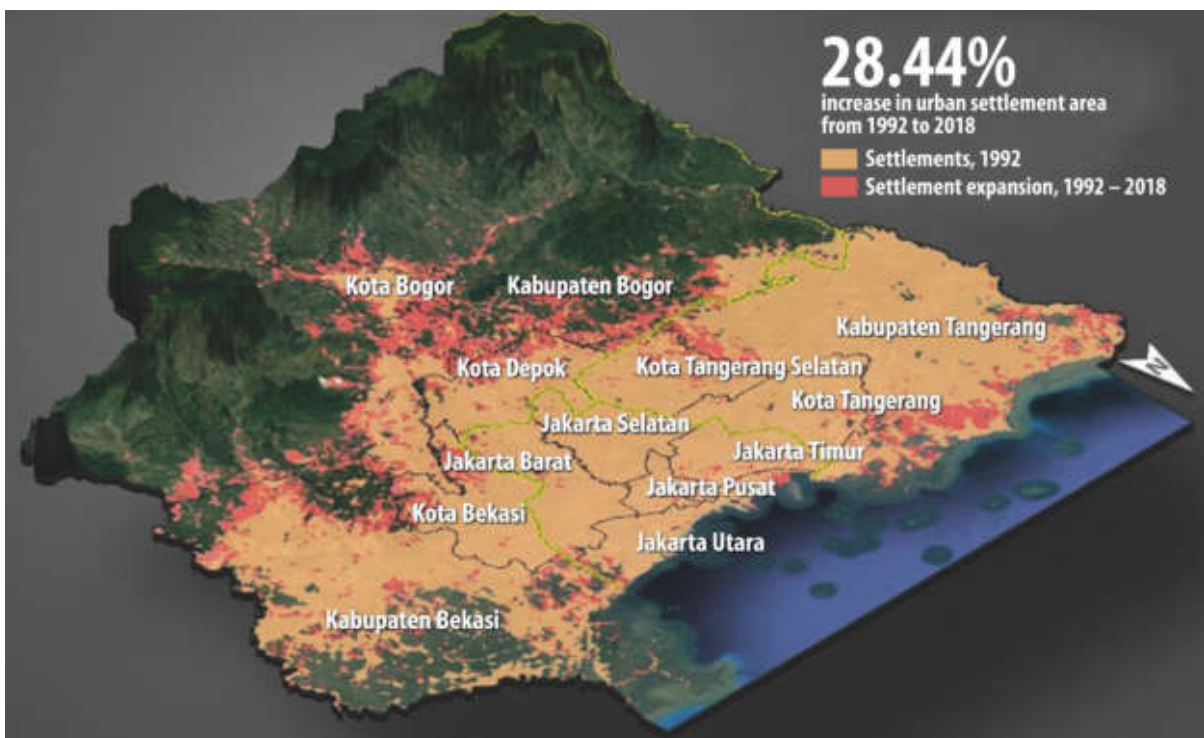 28.44%
increase in urban settlement area
from 1992 to 2018
Settlements, 1992
Settlement expansion, 1992 – 2018
Kota Bogor
Kabupaten Bogor
Kabupaten Tangerang
Kota Depok
Kota Tangerang Selatan
Kota Tangerang
Jakarta Selatan
Jakarta Barat
Jakarta Timur
Jakarta Pusat
Kota Bekasi
Jakarta Utara
Kabupaten Bekasi
N